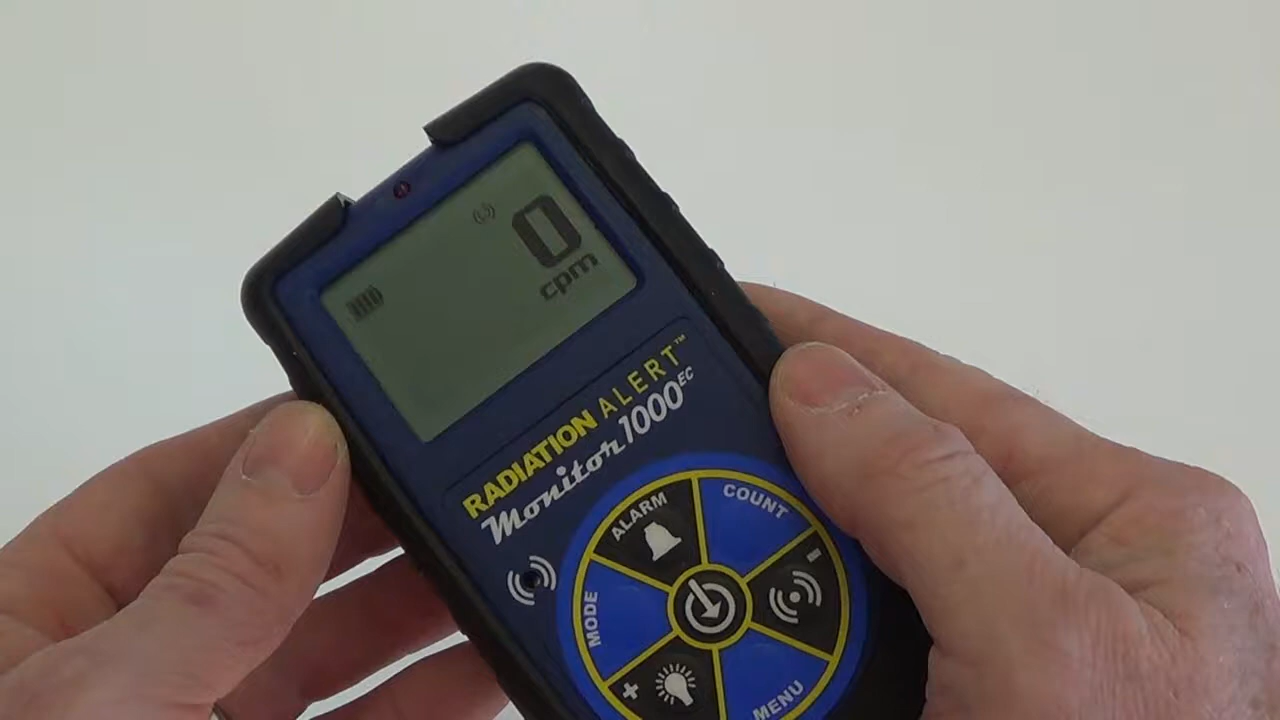 0
cpm
RADIATION ALERT™
Monitor 1000EC
ALARM
COUNT
-
MODE
+
MENU